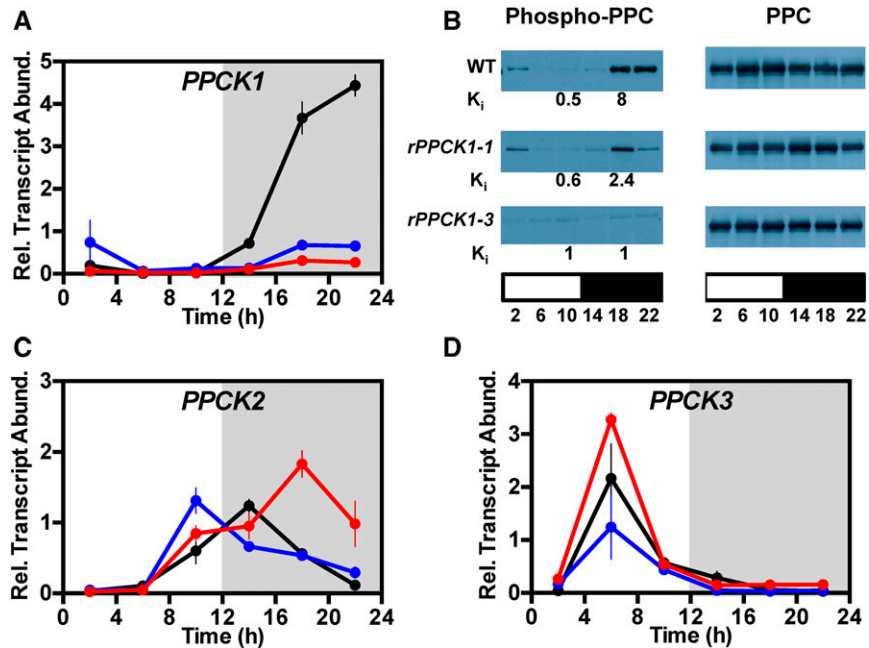 A
PPCK1
Rel. Transcript Abund.
5
4
3
2
1
0
0 4 8 12 16 20 24
Time (h)
B
Phospho-PPC PPC
WT
Ki 0.5 8
rPPCK1-1
Ki 0.6 2.4
rPPCK1-3
Ki 1 1
2 6 10 14 18 22 2 6 10 14 18 22
C
PPCK2
Rel. Transcript Abund.
3
2
1
0
0 4 8 12 16 20 24
Time (h)
D
PPCK3
Rel. Transcript Abund.
4
3
2
1
0
0 4 8 12 16 20 24
Time (h)